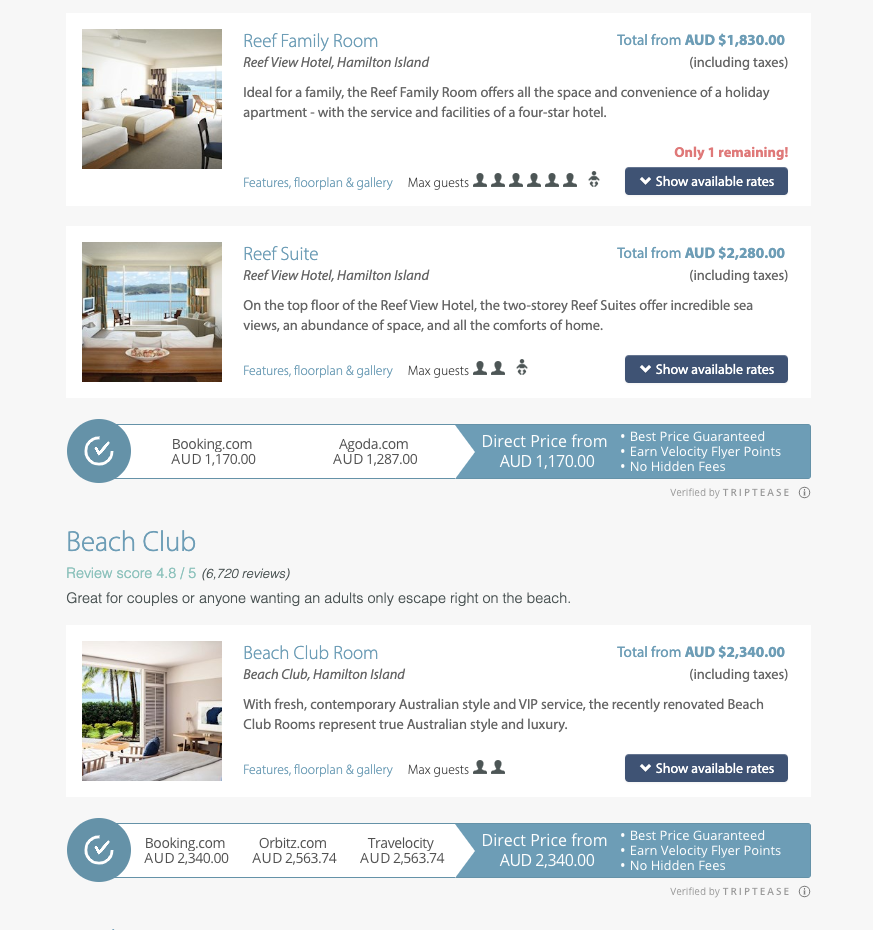 Reef Family Room
Total from AUD $1,830.00
Reef View Hotel, Hamilton Island
(including taxes)
Ideal for a family, the Reef Family Room offers all the space and convenience of a holiday
apartment - with the service and facilities of a four-star hotel.
Only 1 remaining!
Features, floorplan & gallery
Max guests
Show available rates
Reef Suite
Total from AUD $2,280.00
Reef View Hotel, Hamilton Island
(including taxes)
On the top floor of the Reef View Hotel, the two-storey Reef Suites offer incredible sea
views, an abundance of space, and all the comforts of home.
Features, floorplan & gallery
Max guests
Show available rates
Booking.com
AUD 1,170.00
Agoda.com
AUD 1,287.00
Direct Price from
AUD 1,170.00
• Best Price Guaranteed
• Earn Velocity Flyer Points
• No Hidden Fees
Verified by TRIPTEASE
Beach Club
Review score 4.8 / 5 (6,720 reviews)
Great for couples or anyone wanting an adults only escape right on the beach.
Beach Club Room
Total from AUD $2,340.00
Beach Club, Hamilton Island
(including taxes)
With fresh, contemporary Australian style and VIP service, the recently renovated Beach
Club Rooms represent true Australian style and luxury.
Features, floorplan & gallery
Max guests
Show available rates
Booking.com
AUD 2,340.00
Orbitz.com
AUD 2,563.74
Travelocity
AUD 2,563.74
Direct Price from
AUD 2,340.00
• Best Price Guaranteed
• Earn Velocity Flyer Points
• No Hidden Fees
Verified by TRIPTEASE